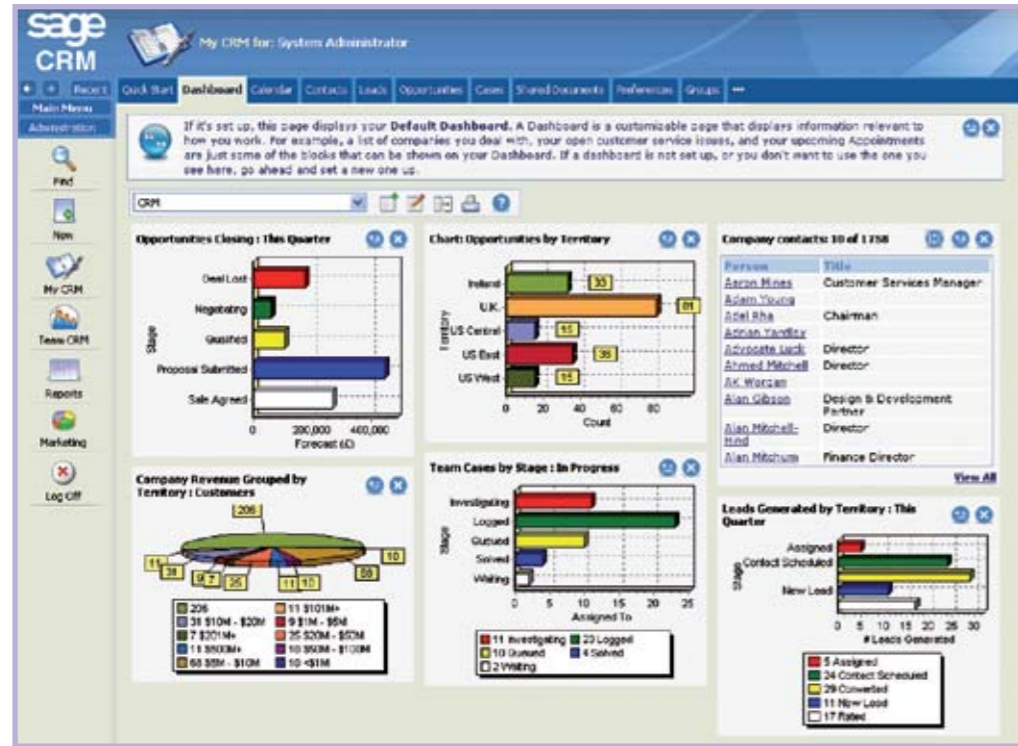 sage
CRM
My CRM for: System Administrator
Recent
Quick Start Dashboard Calendar Contacts Leads Opportunities Cases Shared Documents Preferences Groups
Main Menu
Administration
If it's set up, this page displays your Default Dashboard. A Dashboard is a customizable page that displays information relevant to
how you work. For example, a list of companies you deal with, your open customer service issues, and your upcoming Appointments
are just some of the blocks that can be shown on your Dashboard. If a dashboard is not set up, or you don't want to use the one you
see here, go ahead and set a new one up.
Find
New
My CRM
Team CRM
Reports
Marketing
Log Off
CRM
Opportunities Closing : This Quarter
Stage
Deal Lost
Negotiating
Qualified
Proposal Submitted
Sale Agreed
0 200,000 400,000
Forecast (£)
Chart: Opportunities by Territory
Territory
Ireland 33
U.K. 81
US Central 15
US East 36
US West 15
0 20 40 60 80
Count
Company contacts: 10 of 1758
Person Title
Aaron Mines Customer Services Manager
Adam Young
Adel Rha Chairman
Adrian Yardley
Advocate Luck Director
Ahmed Mitchell Director
AK Worgan
Alan Gibson Design & Development
Partner
Alan Mitchell- Director
Hind
Alan Mitchum Finance Director
View All
Company Revenue Grouped by
Territory : Customers
206
11 31 9 7 25 11 10 68 10
206 11 $101M+
31 $10M - $20M 9 $1M - $5M
7 $201M+ 25 $20M - $50M
11 $500M+ 10 $50M - $100M
68 $5M - $10M 10 <$1M
Team Cases by Stage : In Progress
Stage
Investigating
Logged
Queued
Solved
Waiting
0 5 10 15 20 25
Assigned To
11 Investigating 23 Logged
10 Queued 4 Solved
2 Waiting
Leads Generated by Territory : This
Quarter
Stage
Assigned
Contact Scheduled
New Lead
0 5 10 15 20 25 30
# Leads Generated
5 Assigned
24 Contact Scheduled
29 Converted
11 New Lead
17 Rated